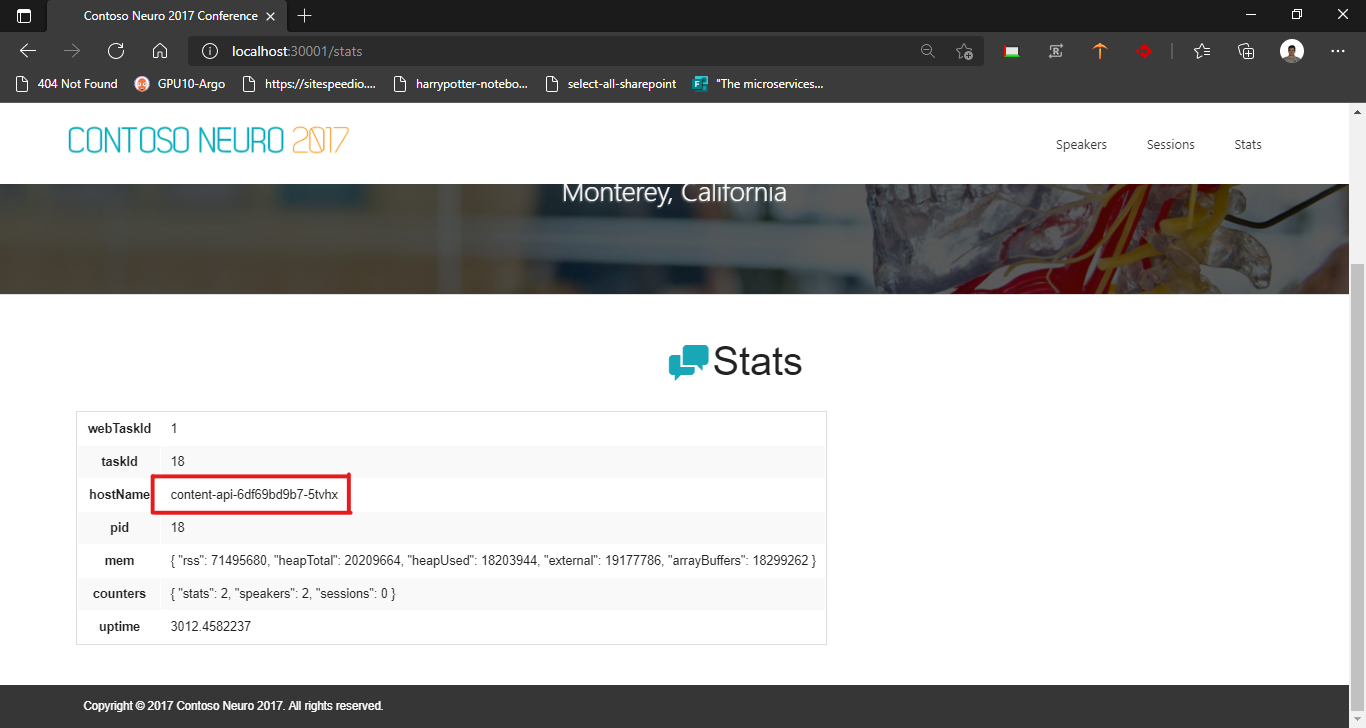 Contoso Neuro 2017 Conference
localhost:30001/stats
404 Not Found
GPU10-Argo
https://sitespeedio....
harrypotter-notebo...
select-all-sharepoint
"The microservices...
CONTOSO NEURO 2017
Speakers
Sessions
Stats
Monterey, California
Stats
webTaskId 1
taskId 18
hostName content-api-6df69bd9b7-5tvhx
pid 18
mem { "rss": 71495680, "heapTotal": 20209664, "heapUsed": 18203944, "external": 19177786, "arrayBuffers": 18299262 }
counters { "stats": 2, "speakers": 2, "sessions": 0 }
uptime 3012.4582237
Copyright © 2017 Contoso Neuro 2017. All rights reserved.